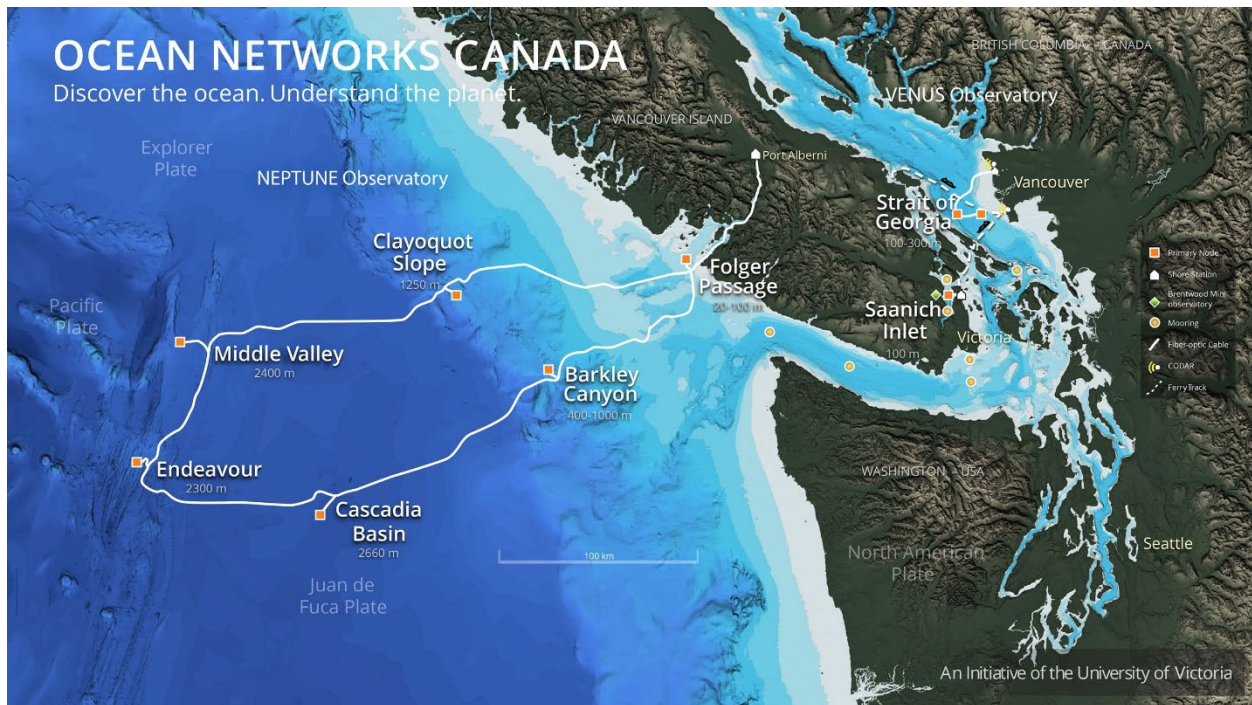 OCEAN NETWORKS CANADA
Discover the ocean. Understand the planet.
BRITISH COLUMBIA - CANADA
VENUS Observatory
VANCOUVER ISLAND
Explorer
Plate
Port Alberni
NEPTUNE Observatory
Vancouver
Strait of
Georgia
100-300 m
Clayoquot
Slope
1250 m
Folger
Passage
20-100 m
Primary Node
Shore Station
Brentwood Mini-
observatory
Mooring
Fiber-optic Cable
CODAR
Ferry Track
Pacific
Plate
Saanich
Inlet
100 m
Victoria
Middle Valley
2400 m
Barkley
Canyon
400-1000 m
Endeavour
2300 m
WASHINGTON - USA
Cascadia
Basin
2660 m
100 km
North American
Plate
Seattle
Juan de
Fuca Plate
An Initiative of the University of Victoria